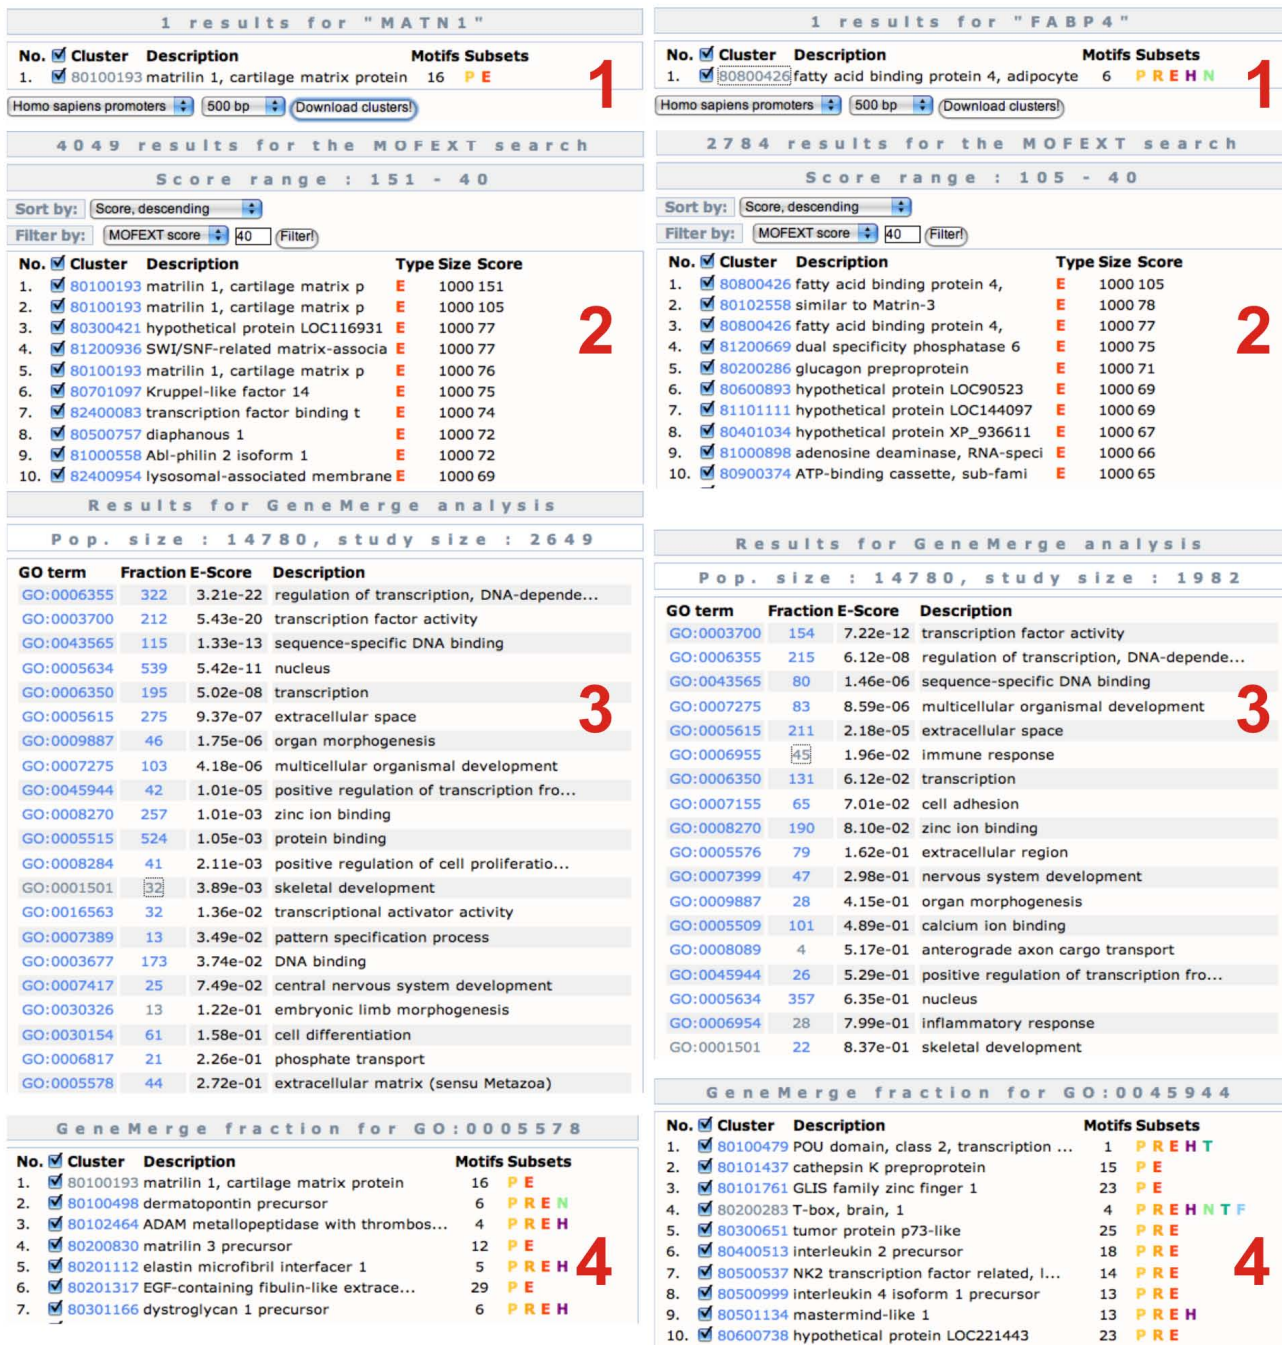 1 results for "MATN1"
No. Cluster Description Motifs Subsets
1. 80100193 matrilin 1, cartilage matrix protein 16 P E
1
Homo sapiens promoters 500 bp Download clusters!
4049 results for the MOFEXT search
Score range : 151 - 40
Sort by: Score, descending
Filter by: MOFEXT score 40 Filter!
No. Cluster Description Type Size Score
1. 80100193 matrilin 1, cartilage matrix p E 1000 151
2. 80100193 matrilin 1, cartilage matrix p E 1000 105
3. 80300421 hypothetical protein LOC116931 E 1000 77
4. 81200936 SWI/SNF-related matrix-associa E 1000 77
5. 80100193 matrilin 1, cartilage matrix p E 1000 76
6. 80701097 Kruppel-like factor 14 E 1000 75
7. 82400083 transcription factor binding t E 1000 74
8. 80500757 diaphanous 1 E 1000 72
9. 81000558 Abl-philin 2 isoform 1 E 1000 72
10. 82400954 lysosomal-associated membrane E 1000 69
2
Results for GeneMerge analysis
Pop. size : 14780, study size : 2649
GO term Fraction E-Score Description
GO:0006355 322 3.21e-22 regulation of transcription, DNA-depende...
GO:0003700 212 5.43e-20 transcription factor activity
GO:0043565 115 1.33e-13 sequence-specific DNA binding
GO:0005634 539 5.42e-11 nucleus
GO:0006350 195 5.02e-08 transcription
GO:0005615 275 9.37e-07 extracellular space
GO:0009887 46 1.75e-06 organ morphogenesis
GO:0007275 103 4.18e-06 multicellular organismal development
GO:0045944 42 1.01e-05 positive regulation of transcription fro...
GO:0008270 257 1.01e-03 zinc ion binding
GO:0005515 524 1.05e-03 protein binding
GO:0008284 41 2.11e-03 positive regulation of cell proliferatio...
GO:0001501 32 3.89e-03 skeletal development
GO:0016563 32 1.36e-02 transcriptional activator activity
GO:0007389 13 3.49e-02 pattern specification process
GO:0003677 173 3.74e-02 DNA binding
GO:0007417 25 7.49e-02 central nervous system development
GO:0030326 13 1.22e-01 embryonic limb morphogenesis
GO:0030154 61 1.58e-01 cell differentiation
GO:0006817 21 2.26e-01 phosphate transport
GO:0005578 44 2.72e-01 extracellular matrix (sensu Metazoa)
3
GeneMerge fraction for GO:0005578
No. Cluster Description Motifs Subsets
1. 80100193 matrilin 1, cartilage matrix protein 16 P E
2. 80100498 dermatopontin precursor 6 P R E N
3. 80102464 ADAM metallopeptidase with thrombos... 4 P R E H
4. 80200830 matrilin 3 precursor 12 P E
5. 80201112 elastin microfibril interfacer 1 5 P R E H
6. 80201317 EGF-containing fibulin-like extrace... 29 P E
7. 80301166 dystroglycan 1 precursor 6 P R E H
4
1 results for "FABP4"
No. Cluster Description Motifs Subsets
1. 80800426 fatty acid binding protein 4, adipocyte 6 P R E H N
1
Homo sapiens promoters 500 bp Download clusters!
2784 results for the MOFEXT search
Score range : 105 - 40
Sort by: Score, descending
Filter by: MOFEXT score 40 Filter!
No. Cluster Description Type Size Score
1. 80800426 fatty acid binding protein 4, E 1000 105
2. 80102558 similar to Matrin-3 E 1000 78
3. 80800426 fatty acid binding protein 4, E 1000 77
4. 81200669 dual specificity phosphatase 6 E 1000 75
5. 80200286 glucagon preproprotein E 1000 71
6. 80600893 hypothetical protein LOC90523 E 1000 69
7. 81101111 hypothetical protein LOC144097 E 1000 69
8. 80401034 hypothetical protein XP_936611 E 1000 67
9. 81000898 adenosine deaminase, RNA-speci E 1000 66
10. 80900374 ATP-binding cassette, sub-fami E 1000 65
2
Results for GeneMerge analysis
Pop. size : 14780, study size : 1982
GO term Fraction E-Score Description
GO:0003700 154 7.22e-12 transcription factor activity
GO:0006355 215 6.12e-08 regulation of transcription, DNA-depende...
GO:0043565 80 1.46e-06 sequence-specific DNA binding
GO:0007275 83 8.59e-06 multicellular organismal development
GO:0005615 211 2.18e-05 extracellular space
GO:0006955 45 1.96e-02 immune response
GO:0006350 131 6.12e-02 transcription
GO:0007155 65 7.01e-02 cell adhesion
GO:0008270 190 8.10e-02 zinc ion binding
GO:0005576 79 1.62e-01 extracellular region
GO:0007399 47 2.98e-01 nervous system development
GO:0009887 28 4.15e-01 organ morphogenesis
GO:0005509 101 4.89e-01 calcium ion binding
GO:0008089 4 5.17e-01 anterograde axon cargo transport
GO:0045944 26 5.29e-01 positive regulation of transcription fro...
GO:0005634 357 6.35e-01 nucleus
GO:0006954 28 7.99e-01 inflammatory response
GO:0001501 22 8.37e-01 skeletal development
3
GeneMerge fraction for GO:0045944
No. Cluster Description Motifs Subsets
1. 80100479 POU domain, class 2, transcription ... 1 P R E H T
2. 80101437 cathepsin K preproprotein 15 P E
3. 80101761 GLIS family zinc finger 1 23 P E
4. 80200283 T-box, brain, 1 4 P R E H N T F
5. 80300651 tumor protein p73-like 25 P R E
6. 80400513 interleukin 2 precursor 18 P R E
7. 80500537 NK2 transcription factor related, l... 14 P R E
8. 80500999 interleukin 4 isoform 1 precursor 13 P R E
9. 80501134 mastermind-like 1 13 P R E H
10. 80600738 hypothetical protein LOC221443 23 P R E
4